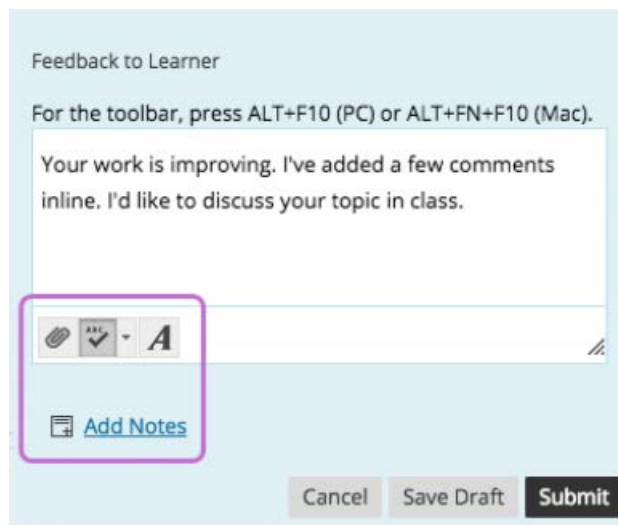 Feedback to Learner
For the toolbar, press ALT+F10 (PC) or ALT+FN+F10 (Mac).
Your work is improving. I've added a few comments
inline. I'd like to discuss your topic in class.
ABC A
Add Notes
Cancel Save Draft Submit